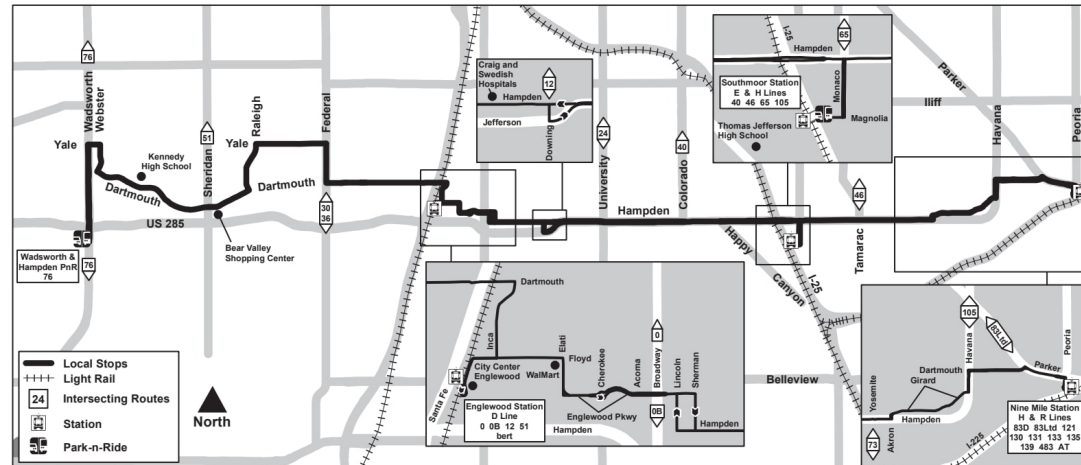 76
Wadsworth
Webster
Yale
Kennedy
High School
Dartmouth
51
Sheridan
US 285
Bear Valley
Shopping Center
Yale
Raleigh
Dartmouth
Federal
30
36
Wadsworth &
Hampden PnR
76
76
Local Stops
Light Rail
24
Intersecting Routes
Station
Park-n-Ride
North
Craig and
Swedish
Hospitals
12
Hampden
Jefferson
Downing
24
University
40
Colorado
Hampden
Happy
Canyon
I-25
Tamarac
46
I-25
65
Hampden
Southmoor Station
E & H Lines
40 46 65 105
Monaco
Magnolia
Thomas Jefferson
High School
Parker
Iliff
Havana
Peoria
Belleview
Dartmouth
Inca
Santa Fe
City Center
Englewood
WalMart
Elati
Floyd
Cherokee
Acoma
Broadway
0
0B
Lincoln
Sherman
Englewood Pkwy
Englewood Station
D Line
0 0B 12 51
bert
Hampden
Hampden
105
83Ltd
Havana
Peoria
Parker
Dartmouth
Girard
Yosemite
Hampden
73
Akron
I-225
Nine Mile Station
H & R Lines
83D 83Ltd 121
130 131 133 135
139 483 AT